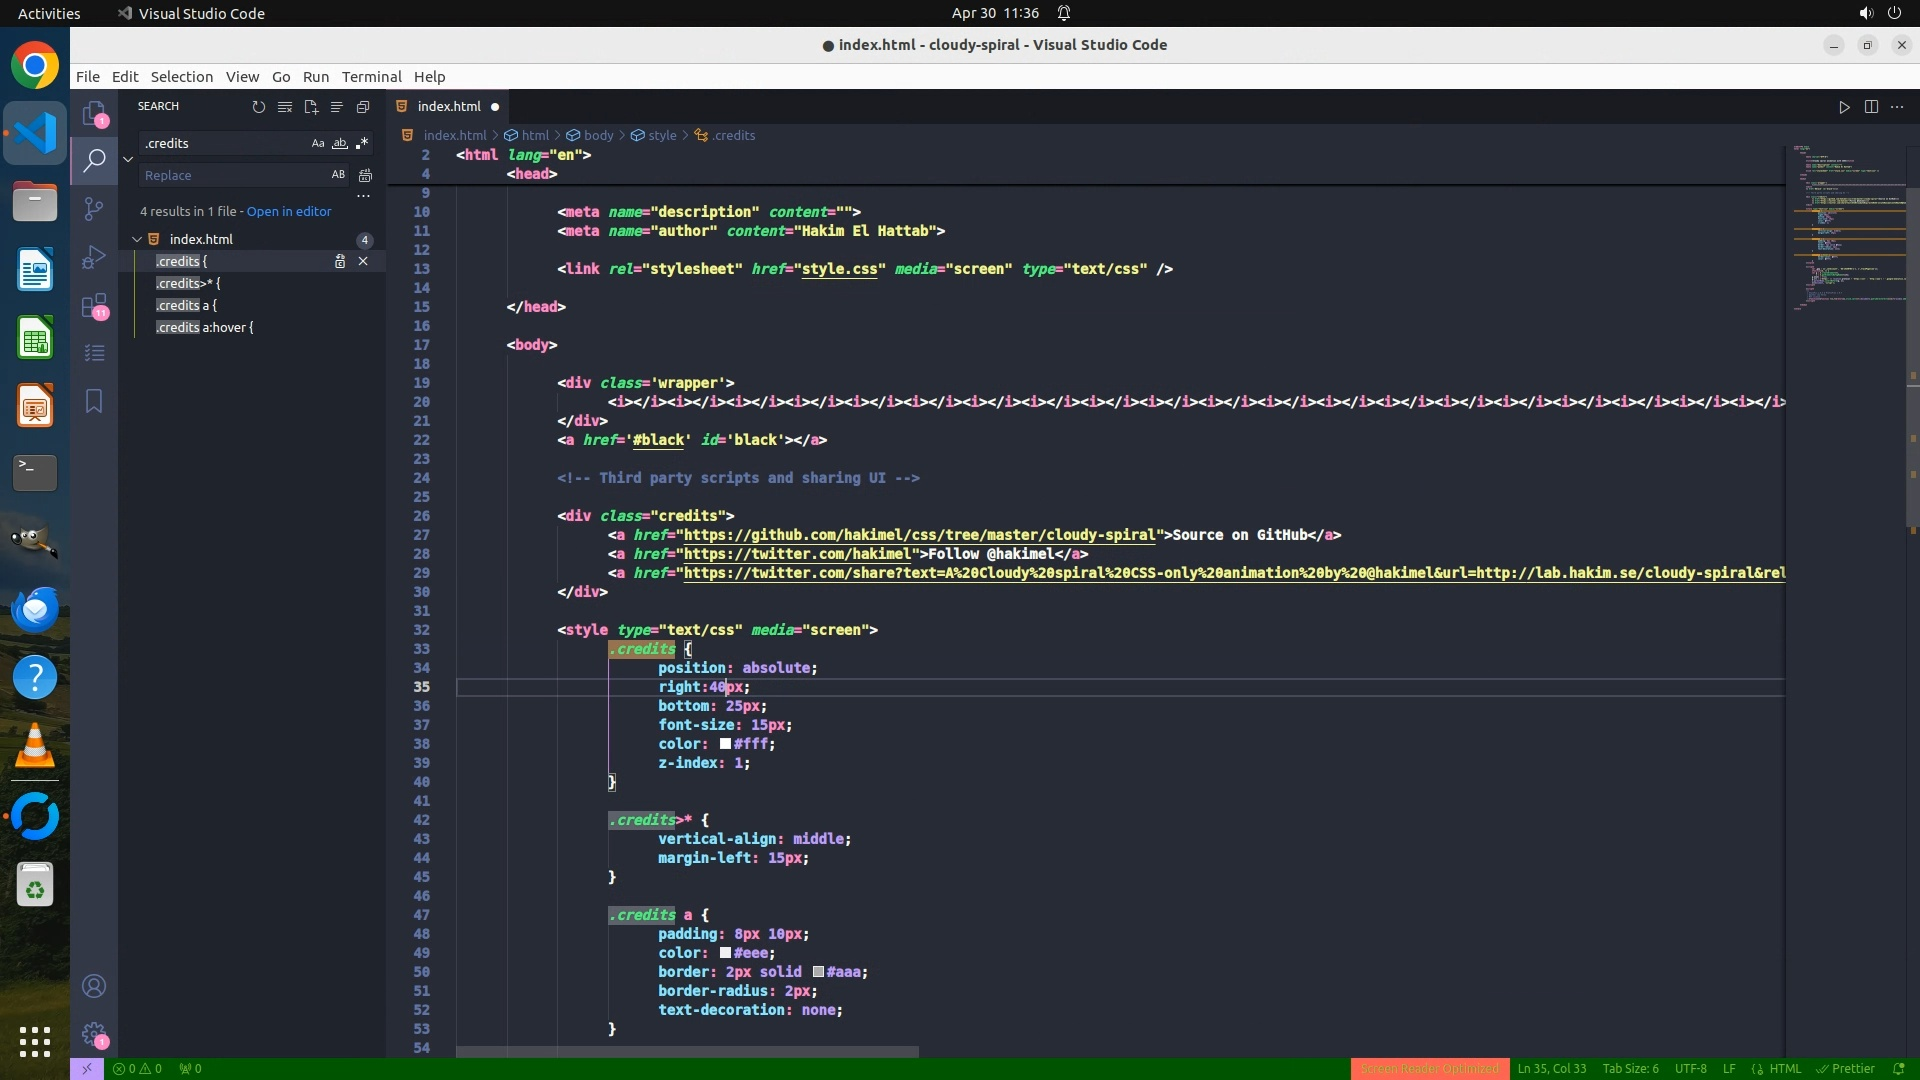 Activities
Visual Studio Code
Apr 30 11:36
● index.html - cloudy-spiral - Visual Studio Code
File Edit Selection View Go Run Terminal Help
SEARCH
.credits
Aa ab .*
Replace
AB
4 results in 1 file - Open in editor
index.html 4
.credits {
.credits>* {
.credits a {
.credits a:hover {
1
11
1
index.html ●
index.html > html > body > style > .credits
2 <html lang="en">
4 <head>
9
10 <meta name="description" content="">
11 <meta name="author" content="Hakim El Hattab">
12
13 <link rel="stylesheet" href="style.css" media="screen" type="text/css" />
14
15 </head>
16
17 <body>
18
19 <div class='wrapper'>
20 <i></i><i></i><i></i><i></i><i></i><i></i><i></i><i></i><i></i><i></i><i></i><i></i><i></i><i></i><i></i><i></i><i></i><i></i><i></i><i></i>
21 </div>
22 <a href='#black' id='black'></a>
23
24 <!-- Third party scripts and sharing UI -->
25
26 <div class="credits">
27 <a href="https://github.com/hakimel/css/tree/master/cloudy-spiral">Source on GitHub</a>
28 <a href="https://twitter.com/hakimel">Follow @hakimel</a>
29 <a href="https://twitter.com/share?text=A%20Cloudy%20spiral%20CSS-only%20animation%20by%20@hakimel&url=http://lab.hakim.se/cloudy-spiral&rel
30 </div>
31
32 <style type="text/css" media="screen">
33 .credits {
34 position: absolute;
35 right:40px;
36 bottom: 25px;
37 font-size: 15px;
38 color: #fff;
39 z-index: 1;
40 }
41
42 .credits>* {
43 vertical-align: middle;
44 margin-left: 15px;
45 }
46
47 .credits a {
48 padding: 8px 10px;
49 color: #eee;
50 border: 2px solid #aaa;
51 border-radius: 2px;
52 text-decoration: none;
53 }
54
0 0 0
Screen Reader Optimized
Ln 35, Col 33
Tab Size: 6
UTF-8
LF
HTML
Prettier